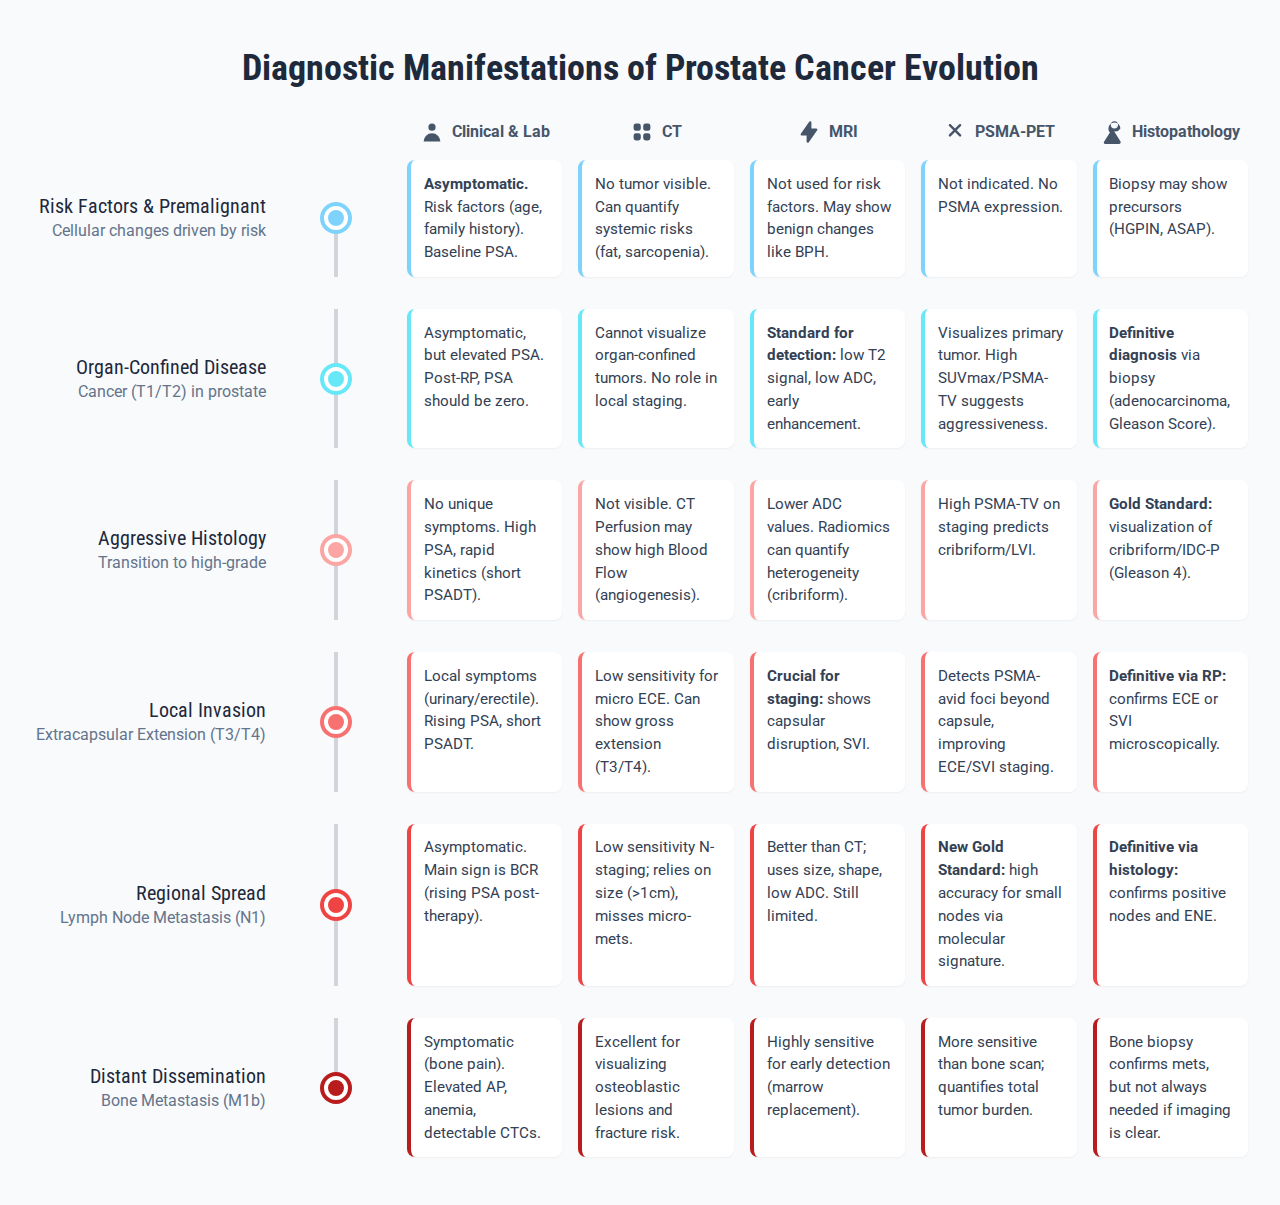 Diagnostic Manifestations of Prostate Cancer Evolution
Clinical & Lab
CT
MRI
PSMA-PET
Histopathology
Risk Factors & Premalignant
Cellular changes driven by risk
Asymptomatic.
Risk factors (age,
family history).
Baseline PSA.
No tumor visible.
Can quantify
systemic risks
(fat, sarcopenia).
Not used for risk
factors. May show
benign changes
like BPH.
Not indicated. No
PSMA expression.
Biopsy may show
precursors
(HGPIN, ASAP).
Organ-Confined Disease
Cancer (T1/T2) in prostate
Asymptomatic,
but elevated PSA.
Post-RP, PSA
should be zero.
Cannot visualize
organ-confined
tumors. No role in
local staging.
Standard for
detection: low T2
signal, low ADC,
early
enhancement.
Visualizes primary
tumor. High
SUVmax/PSMA-
TV suggests
aggressiveness.
Definitive
diagnosis via
biopsy
(adenocarcinoma,
Gleason Score).
Aggressive Histology
Transition to high-grade
No unique
symptoms. High
PSA, rapid
kinetics (short
PSADT).
Not visible. CT
Perfusion may
show high Blood
Flow
(angiogenesis).
Lower ADC
values. Radiomics
can quantify
heterogeneity
(cribriform).
High PSMA-TV on
staging predicts
cribriform/LVI.
Gold Standard:
visualization of
cribriform/IDC-P
(Gleason 4).
Local Invasion
Extracapsular Extension (T3/T4)
Local symptoms
(urinary/erectile).
Rising PSA, short
PSADT.
Low sensitivity for
micro ECE. Can
show gross
extension
(T3/T4).
Crucial for
staging: shows
capsular
disruption, SVI.
Detects PSMA-
avid foci beyond
capsule,
improving
ECE/SVI staging.
Definitive via RP:
confirms ECE or
SVI
microscopically.
Regional Spread
Lymph Node Metastasis (N1)
Asymptomatic.
Main sign is BCR
(rising PSA post-
therapy).
Low sensitivity N-
staging; relies on
size (>1cm),
misses micro-
mets.
Better than CT;
uses size, shape,
low ADC. Still
limited.
New Gold
Standard: high
accuracy for small
nodes via
molecular
signature.
Definitive via
histology:
confirms positive
nodes and ENE.
Distant Dissemination
Bone Metastasis (M1b)
Symptomatic
(bone pain).
Elevated AP,
anemia,
detectable CTCs.
Excellent for
visualizing
osteoblastic
lesions and
fracture risk.
Highly sensitive
for early detection
(marrow
replacement).
More sensitive
than bone scan;
quantifies total
tumor burden.
Bone biopsy
confirms mets,
but not always
needed if imaging
is clear.